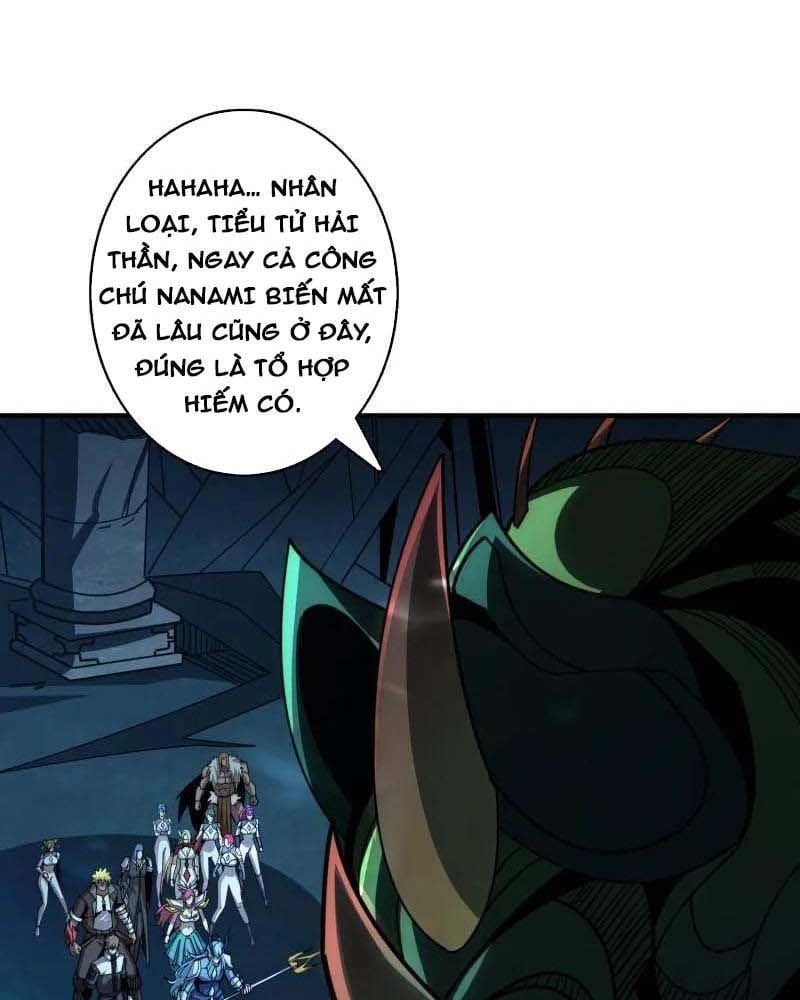 HAHAHA... NHÂN
LOẠI, TIỂU TỬ HẢI
THẦN, NGAY CẢ CÔNG
CHÚ NANAMI BIẾN MẤT
ĐÃ LÂU CŨNG Ở ĐÂY,
ĐÚNG LÀ TỔ HỢP
HIẾM CÓ.